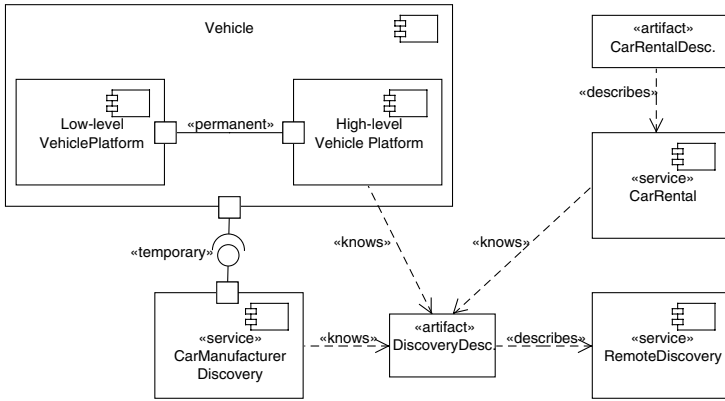 Vehicle
«artifact»
CarRentalDesc.
«describes»
Low-level
VehiclePlatform
«permanent»
High-level
Vehicle Platform
«service»
CarRental
«temporary»
«knows»
«knows»
«service»
CarManufacturer
Discovery
«knows»
«artifact»
DiscoveryDesc.
«describes»
«service»
RemoteDiscovery